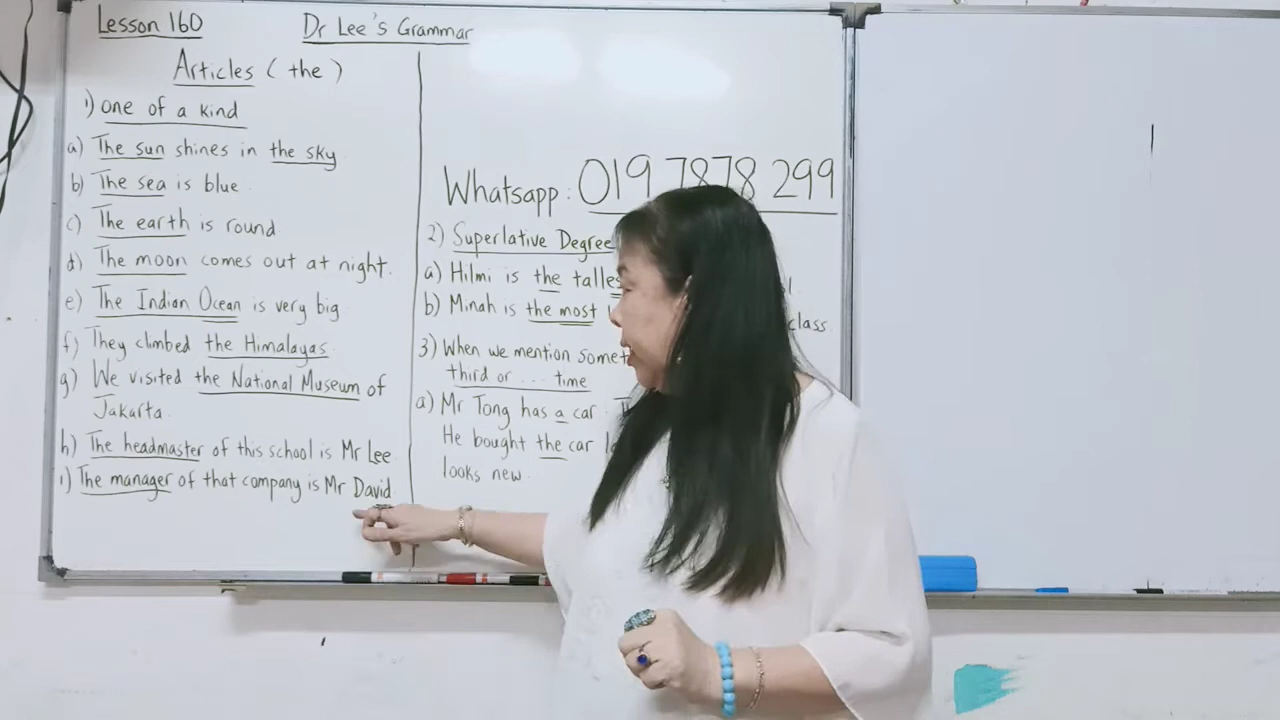 Lesson 160
Dr Lee's Grammar
Articles ( the )
1) one of a kind
a) The sun shines in the sky
b) The sea is blue
c) The earth is round.
d) The moon comes out at night.
e) The Indian Ocean is very big
f) They climbed the Himalayas.
g) We visited the National Museum of
Jakarta.
h) The headmaster of this school is Mr Lee
i) The manager of that company is Mr David
Whatsapp: 019 7878 299
2) Superlative Degree
a) Hilmi is the
b) Minah is the most class
3) When we mention
third or ... time
a) Mr Tong has a car.
He bought the car
looks new.